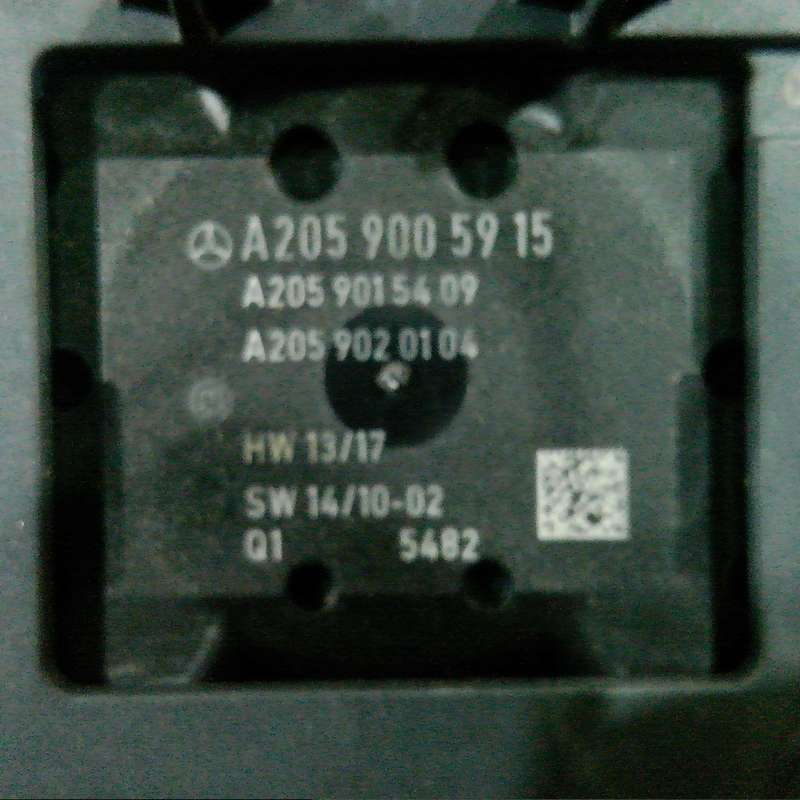 A205 900 59 15
A205 901 54 09
A205 902 01 04
HW 13/17
SW 14/10-02
Q1 5482